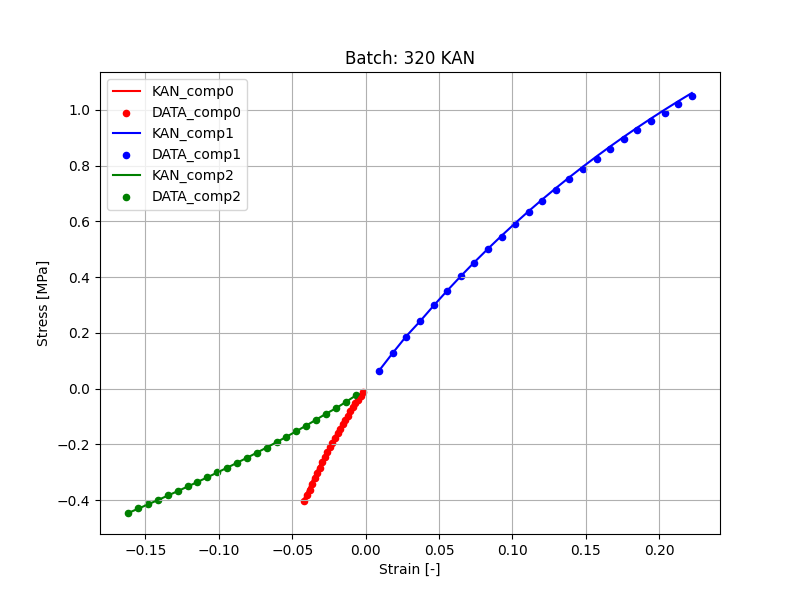 Batch: 320 KAN
KAN_comp0
DATA_comp0
KAN_comp1
DATA_comp1
KAN_comp2
DATA_comp2
1.0
0.8
0.6
0.4
0.2
0.0
−0.2
−0.4
Stress [MPa]
−0.15
−0.10
−0.05
0.00
0.05
0.10
0.15
0.20
Strain [-]